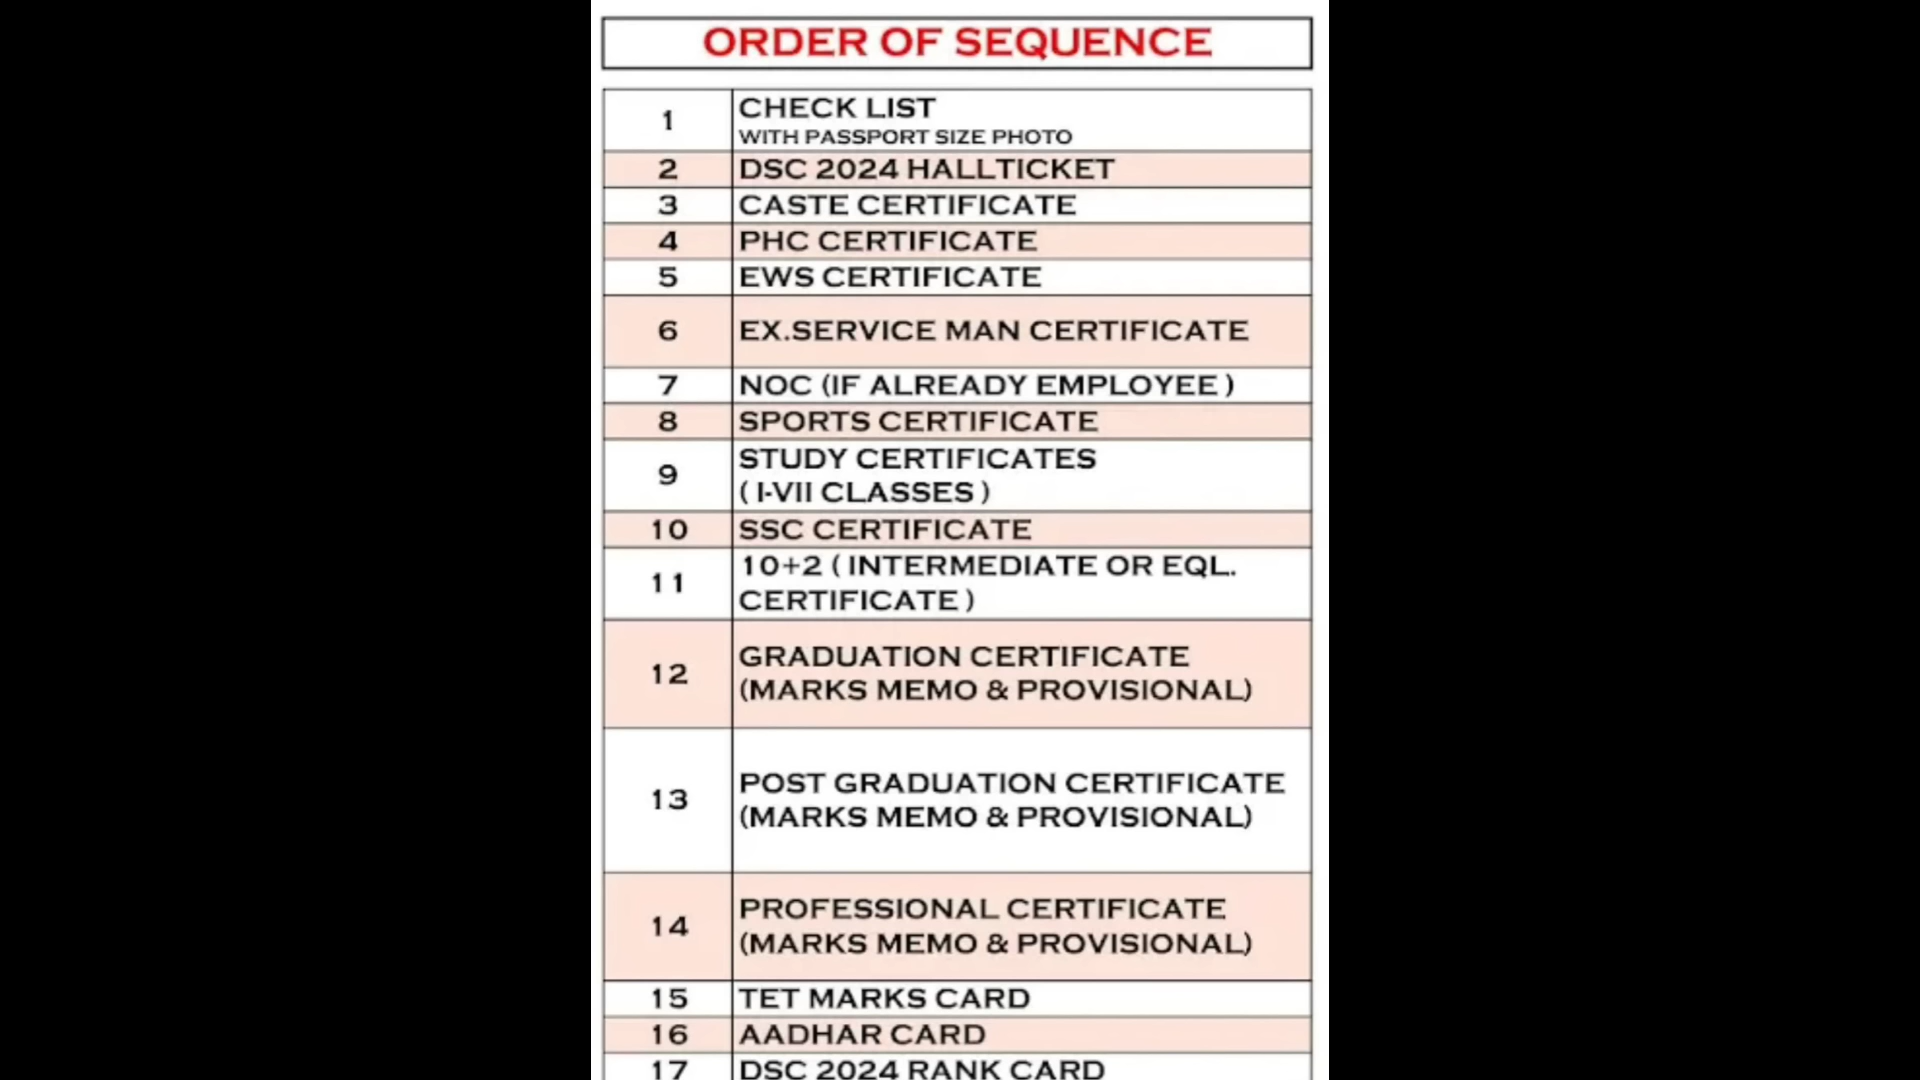 ORDER OF SEQUENCE
1 CHECK LIST
WITH PASSPORT SIZE PHOTO
2 DSC 2024 HALLTICKET
3 CASTE CERTIFICATE
4 PHC CERTIFICATE
5 EWS CERTIFICATE
6 EX.SERVICE MAN CERTIFICATE
7 NOC (IF ALREADY EMPLOYEE )
8 SPORTS CERTIFICATE
9 STUDY CERTIFICATES
( I-VII CLASSES )
10 SSC CERTIFICATE
11 10+2 ( INTERMEDIATE OR EQL.
CERTIFICATE )
12 GRADUATION CERTIFICATE
(MARKS MEMO & PROVISIONAL)
13 POST GRADUATION CERTIFICATE
(MARKS MEMO & PROVISIONAL)
14 PROFESSIONAL CERTIFICATE
(MARKS MEMO & PROVISIONAL)
15 TET MARKS CARD
16 AADHAR CARD
17 DSC 2024 RANK CARD